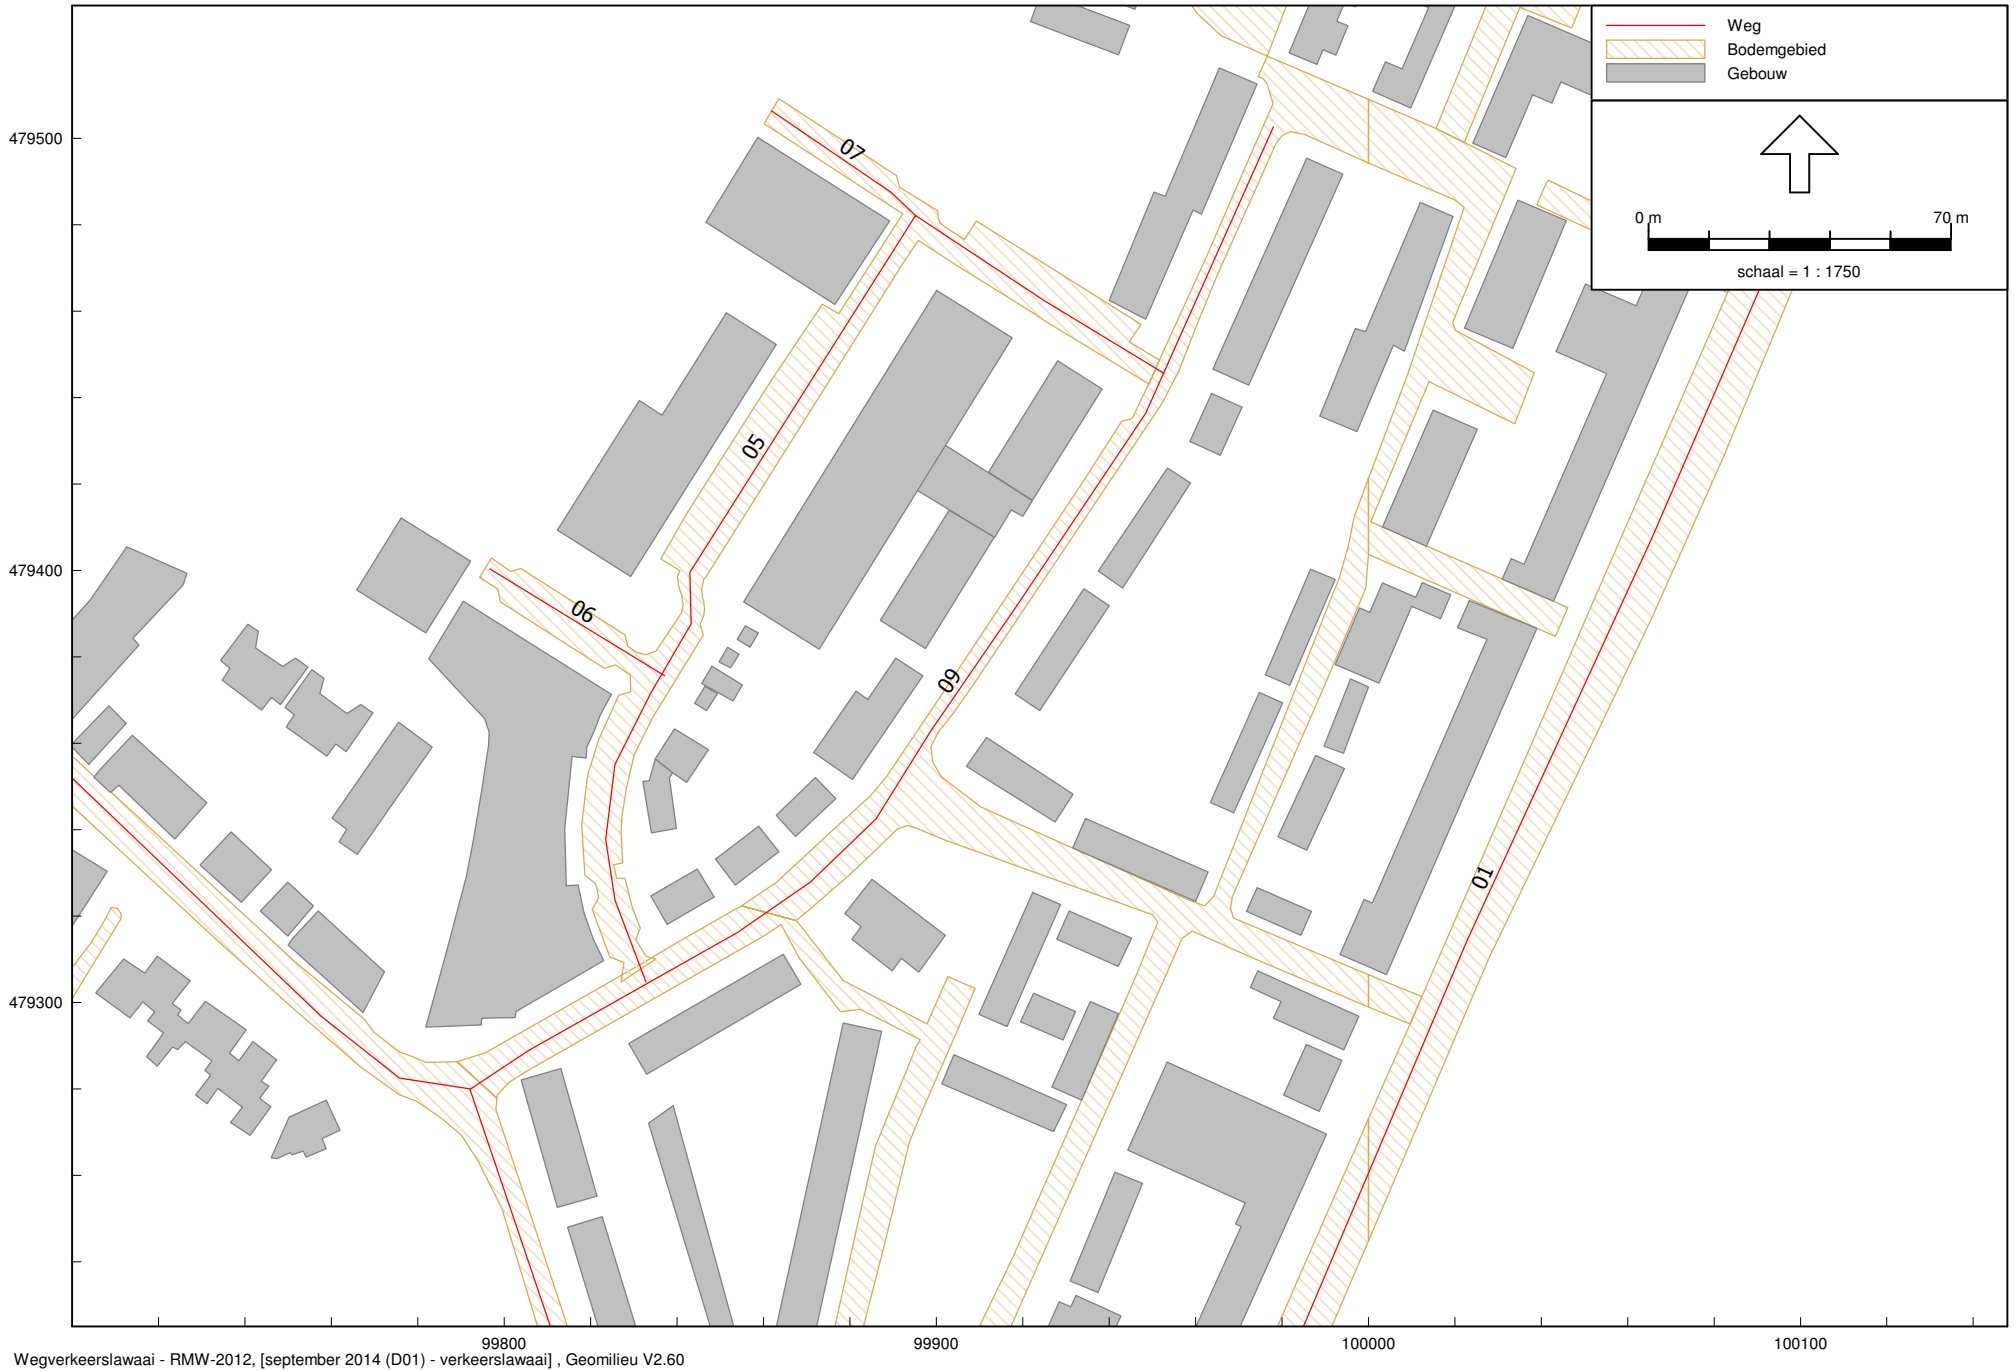 Weg
Bodemgebied
Gebouw
0 m 70 m
schaal = 1 : 1750
479500
479400
479300
07
05
06
09
01
99800 99900 100000 100100
Wegverkeerslawaai - RMW-2012, [september 2014 (D01) - verkeerslawaai] , Geomilieu V2.60